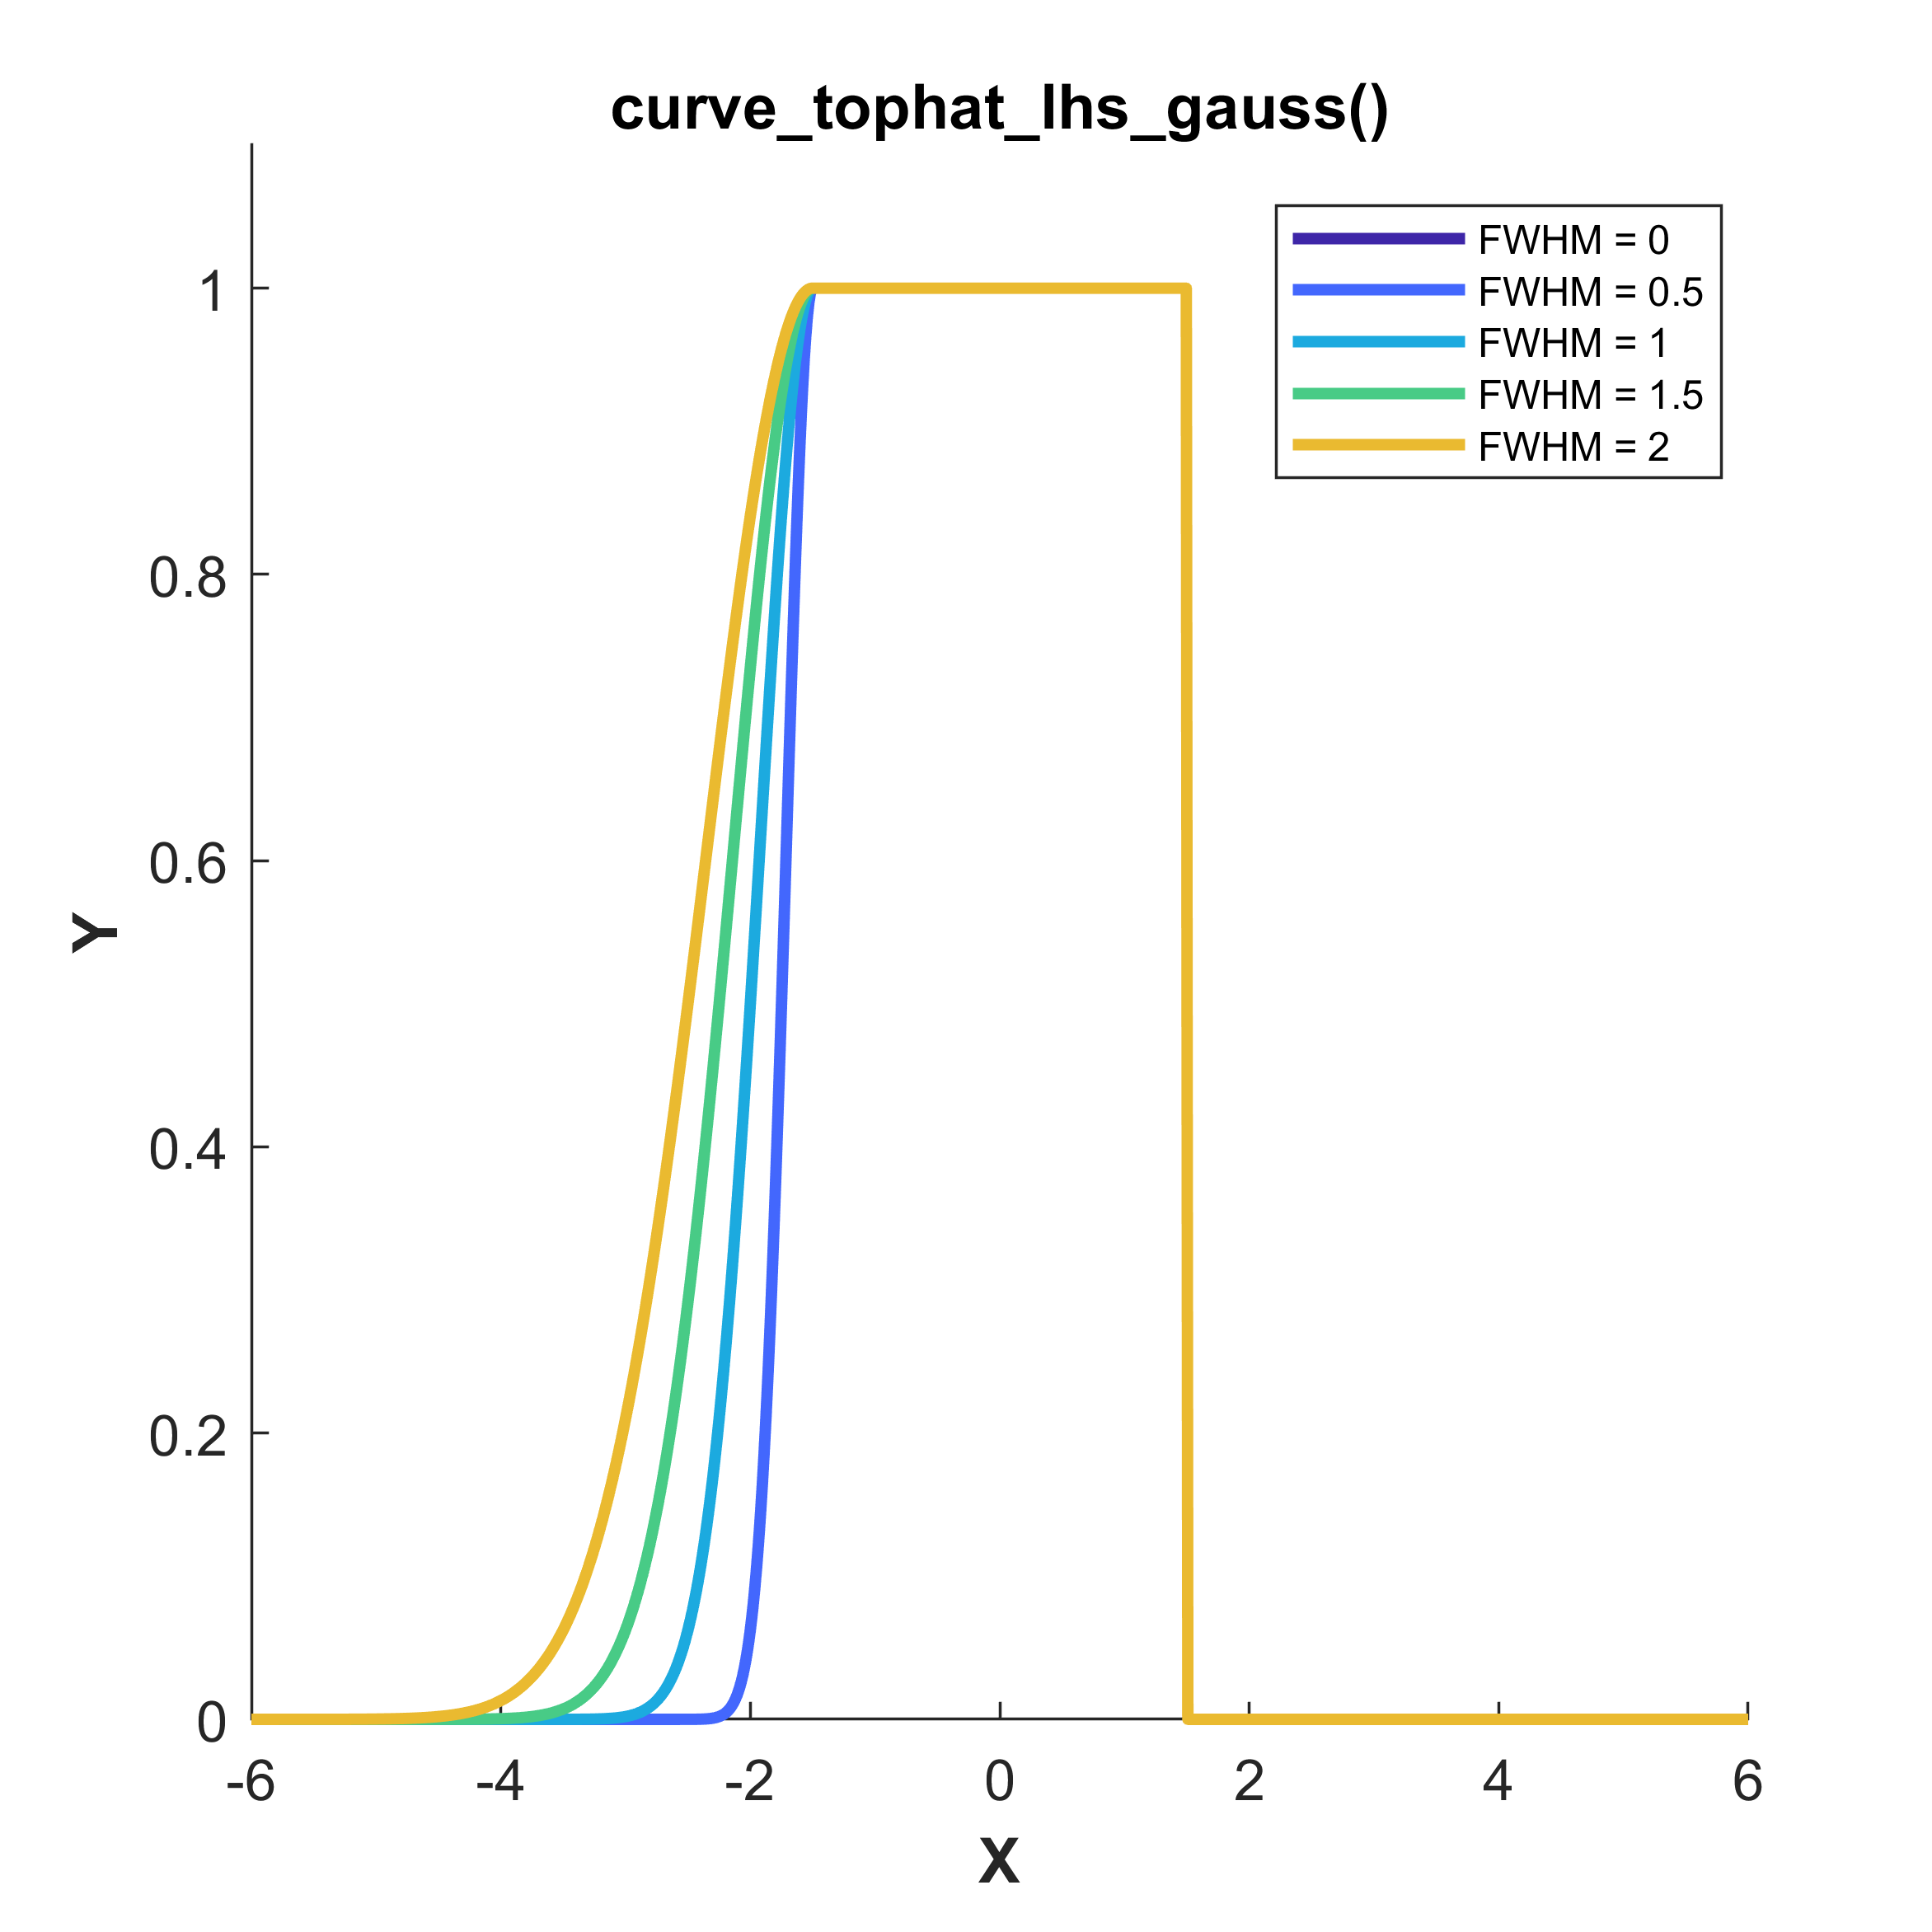 curve_tophat_lhs_gauss()
FWHM = 0
FWHM = 0.5
FWHM = 1
FWHM = 1.5
FWHM = 2
1
0.8
0.6
0.4
0.2
0
Y
-6 -4 -2 0 2 4 6
X